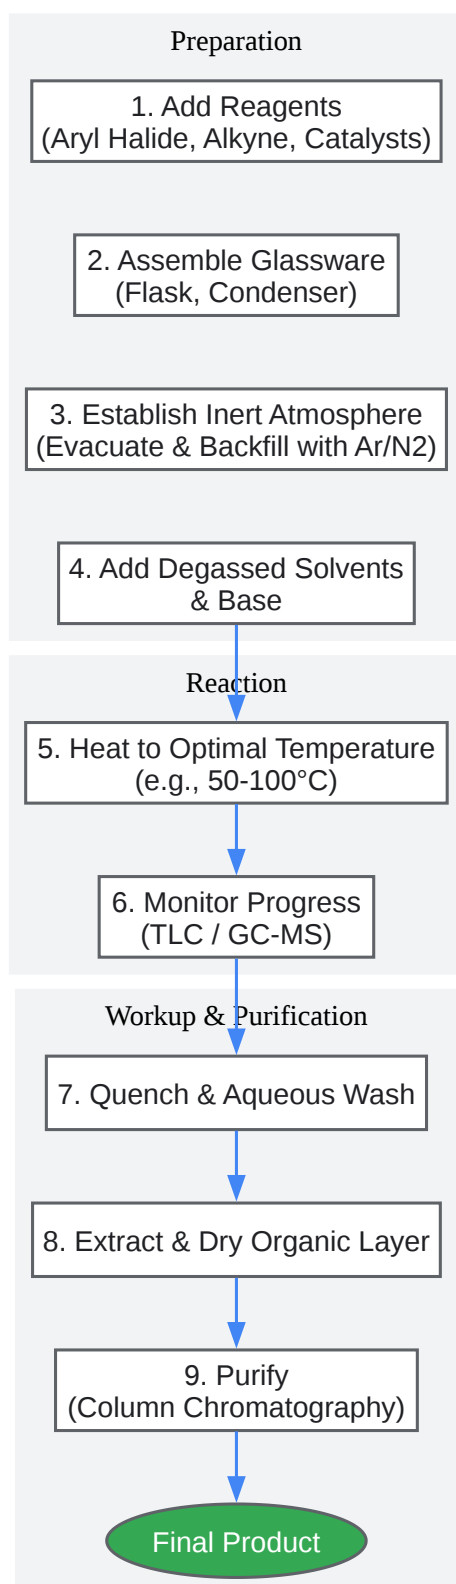 Preparation
1. Add Reagents
(Aryl Halide, Alkyne, Catalysts)
2. Assemble Glassware
(Flask, Condenser)
3. Establish Inert Atmosphere
(Evacuate & Backfill with Ar/N2)
4. Add Degassed Solvents
& Base
Reaction
5. Heat to Optimal Temperature
(e.g., 50-100°C)
6. Monitor Progress
(TLC / GC-MS)
Workup & Purification
7. Quench & Aqueous Wash
8. Extract & Dry Organic Layer
9. Purify
(Column Chromatography)
Final Product